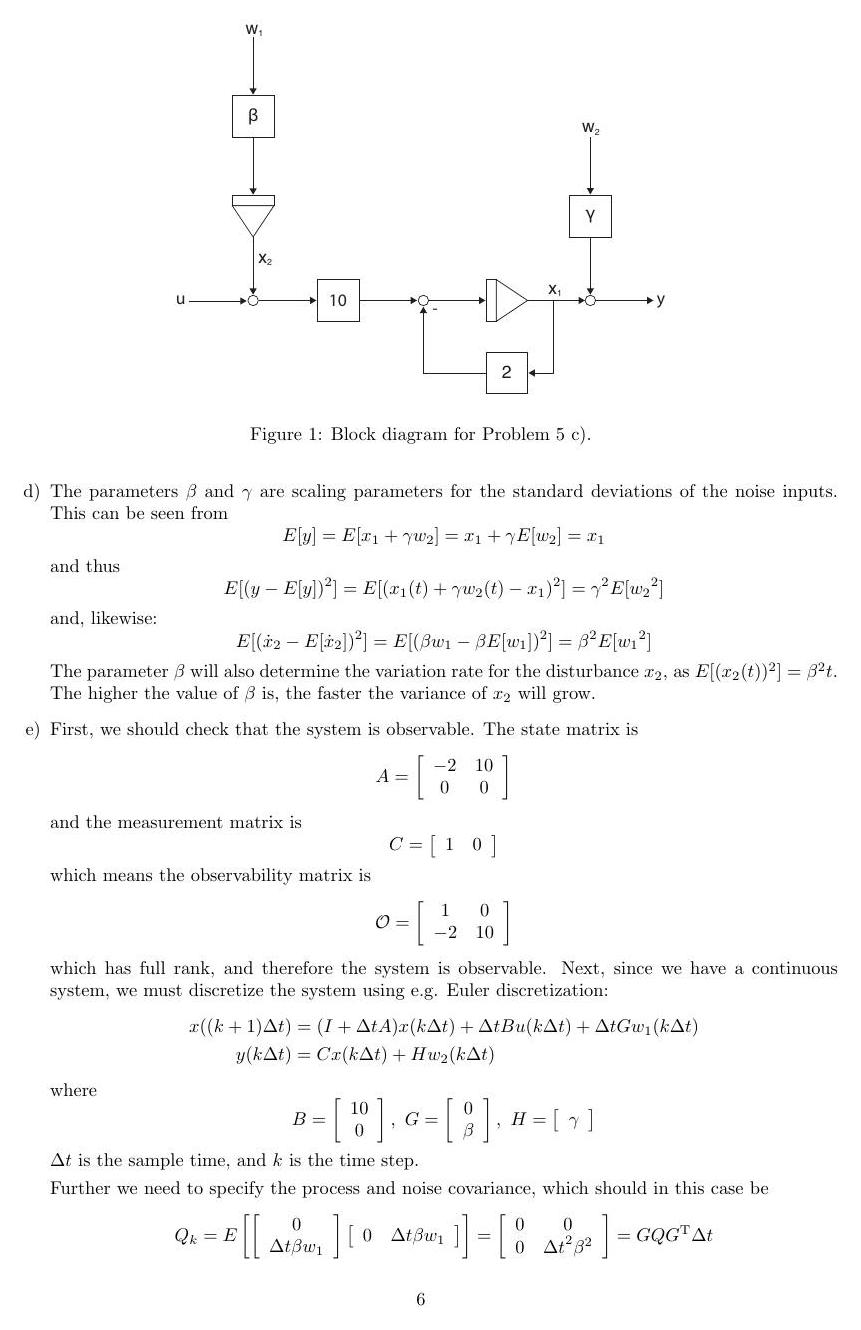 w₁
β
w₂
γ
x₂
u
10
-
x₁
y
2
Figure 1: Block diagram for Problem 5 c).
d) The parameters β and γ are scaling parameters for the standard deviations of the noise inputs.
This can be seen from
E[y] = E[x₁ + γw₂] = x₁ + γE[w₂] = x₁
and thus
E[(y − E[y])²] = E[(x₁(t) + γw₂(t) − x₁)²] = γ²E[w₂²]
and, likewise:
E[(ẋ₂ − E[ẋ₂])²] = E[(βw₁ − βE[w₁])²] = β²E[w₁²]
The parameter β will also determine the variation rate for the disturbance x₂, as E[(x₂(t))²] = β²t.
The higher the value of β is, the faster the variance of x₂ will grow.
e) First, we should check that the system is observable. The state matrix is
A = [ −2 10 ; 0 0 ]
and the measurement matrix is
C = [ 1 0 ]
which means the observability matrix is
𝒪 = [ 1 0 ; −2 10 ]
which has full rank, and therefore the system is observable. Next, since we have a continuous
system, we must discretize the system using e.g. Euler discretization:
x((k + 1)Δt) = (I + ΔtA)x(kΔt) + ΔtBu(kΔt) + ΔtGw₁(kΔt)
y(kΔt) = Cx(kΔt) + Hw₂(kΔt)
where
B = [ 10 ; 0 ], G = [ 0 ; β ], H = [ γ ]
Δt is the sample time, and k is the time step.
Further we need to specify the process and noise covariance, which should in this case be
Qₖ = E [ [ 0 ; Δtβw₁ ] [ 0 Δtβw₁ ] ] = [ 0 0 ; 0 Δt²β² ] = GQGᵀΔt
6